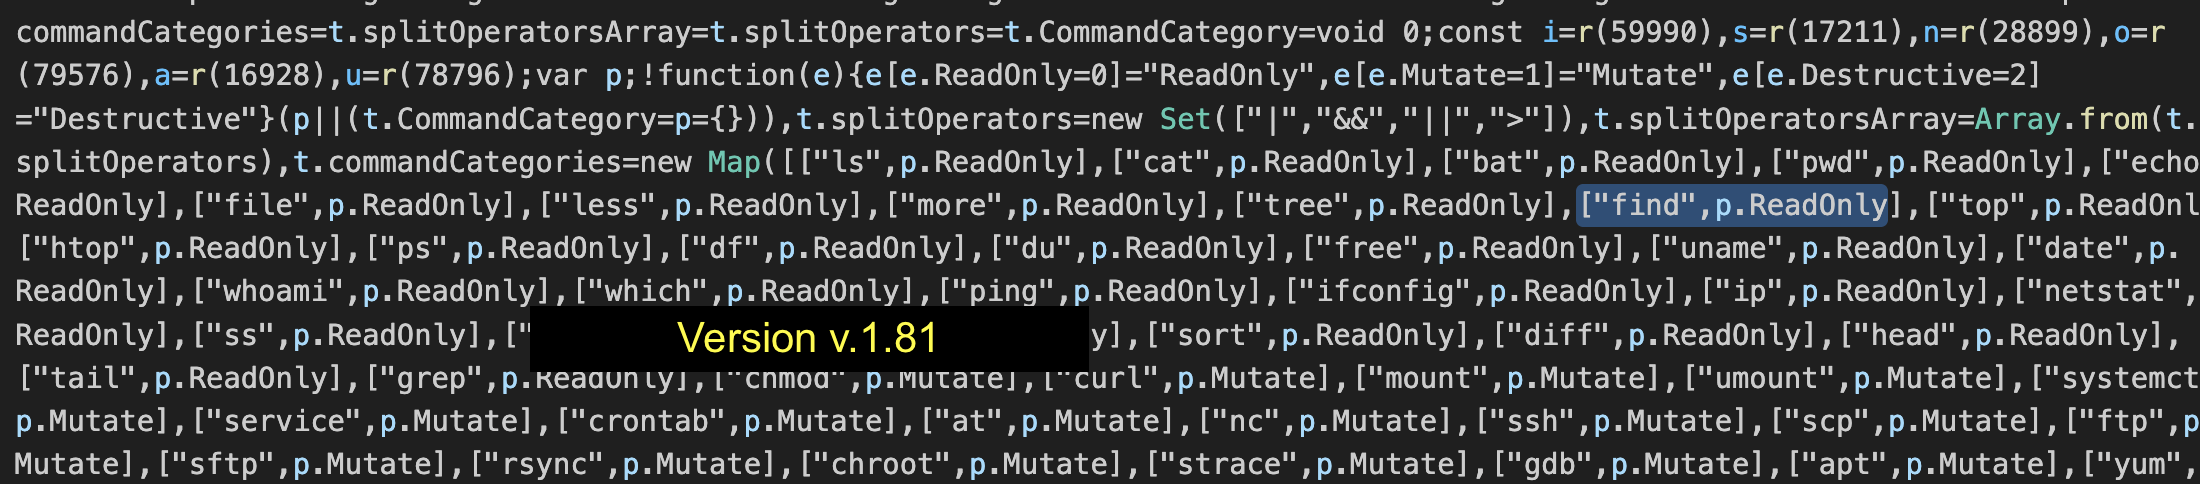 commandCategories=t.splitOperatorsArray=t.splitOperators=t.CommandCategory=void 0;const i=r(59990),s=r(17211),n=r(28899),o=r
(79576),a=r(16928),u=r(78796);var p;!function(e){e[e.ReadOnly=0]="ReadOnly",e[e.Mutate=1]="Mutate",e[e.Destructive=2]
="Destructive"}(p||(t.CommandCategory=p={})),t.splitOperators=new Set(["|","&&","||",">"]),t.splitOperatorsArray=Array.from(t.
splitOperators),t.commandCategories=new Map([["ls",p.ReadOnly],["cat",p.ReadOnly],["bat",p.ReadOnly],["pwd",p.ReadOnly],["echo
ReadOnly],["file",p.ReadOnly],["less",p.ReadOnly],["more",p.ReadOnly],["tree",p.ReadOnly],["find",p.ReadOnly],["top",p.ReadOnl
["htop",p.ReadOnly],["ps",p.ReadOnly],["df",p.ReadOnly],["du",p.ReadOnly],["free",p.ReadOnly],["uname",p.ReadOnly],["date",p.
ReadOnly],["whoami",p.ReadOnly],["which",p.ReadOnly],["ping",p.ReadOnly],["ifconfig",p.ReadOnly],["ip",p.ReadOnly],["netstat",
ReadOnly],["ss",p.ReadOnly],[" Version v.1.81 y],["sort",p.ReadOnly],["diff",p.ReadOnly],["head",p.ReadOnly],
["tail",p.ReadOnly],["grep",p.ReadOnly],["chmod",p.Mutate],["curl",p.Mutate],["mount",p.Mutate],["umount",p.Mutate],["systemct
p.Mutate],["service",p.Mutate],["crontab",p.Mutate],["at",p.Mutate],["nc",p.Mutate],["ssh",p.Mutate],["scp",p.Mutate],["ftp",p
Mutate],["sftp",p.Mutate],["rsync",p.Mutate],["chroot",p.Mutate],["strace",p.Mutate],["gdb",p.Mutate],["apt",p.Mutate],["yum",